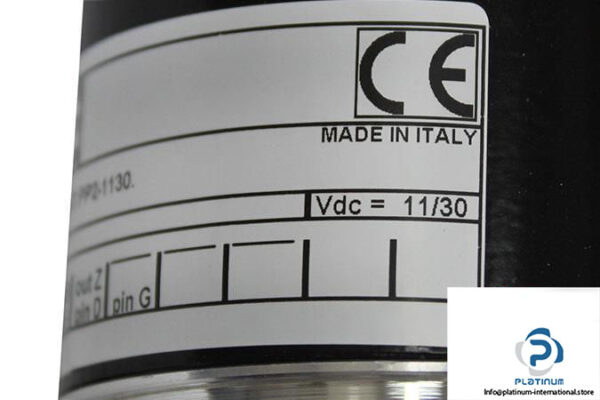 CE
MADE IN ITALY
PP2-1130.
Vdc = 11/30
out Z
pin D pin G
P
PLATINUM
info@platinum-international.store